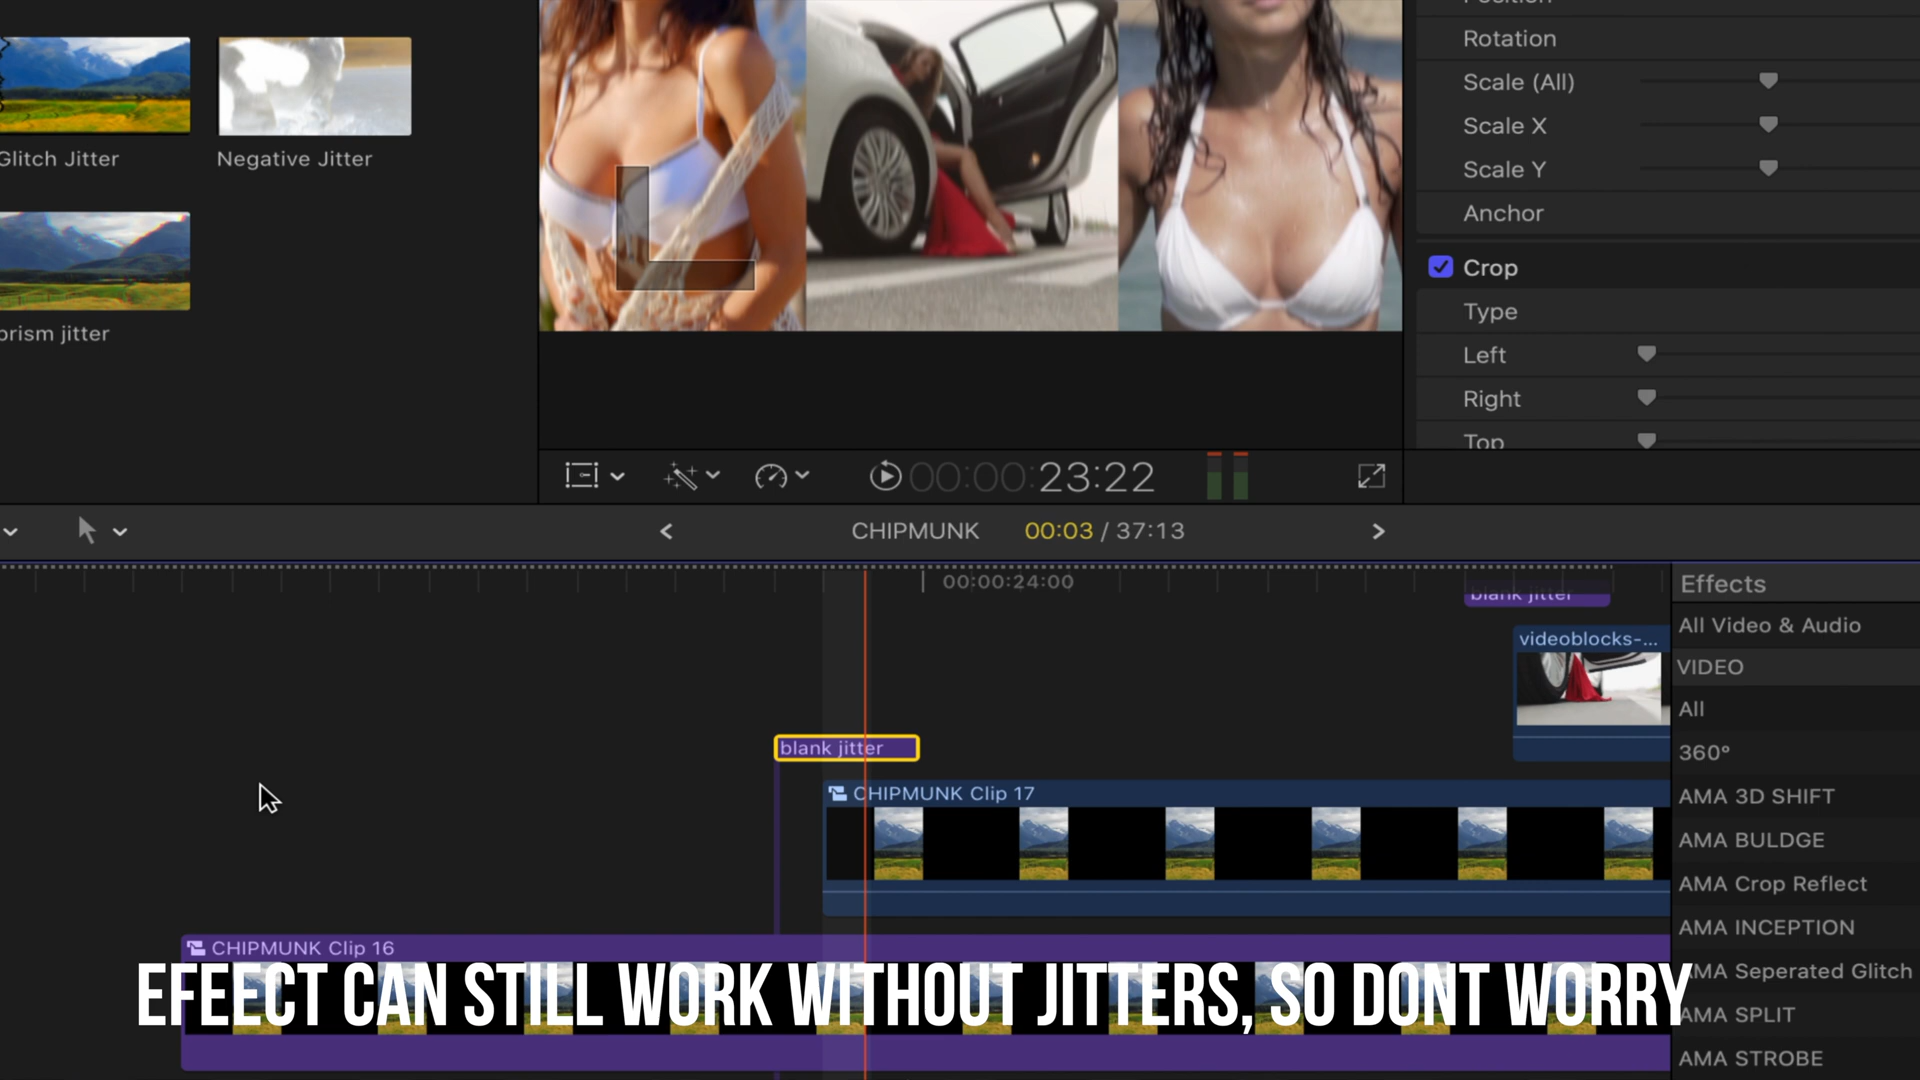 Glitch Jitter
Negative Jitter
prism jitter
Position
Rotation
Scale (All)
Scale X
Scale Y
Anchor
Crop
Type
Left
Right
Top
L
00:00:23:22
CHIPMUNK 00:03 / 37:13
00:00:24:00
blank jitter
videoblocks-...
blank jitter
CHIPMUNK Clip 17
CHIPMUNK Clip 16
Effects
All Video & Audio
VIDEO
All
360°
AMA 3D SHIFT
AMA BULDGE
AMA Crop Reflect
AMA INCEPTION
AMA Seperated Glitch
AMA SPLIT
AMA STROBE
EFEECT CAN STILL WORK WITHOUT JITTERS, SO DONT WORRY